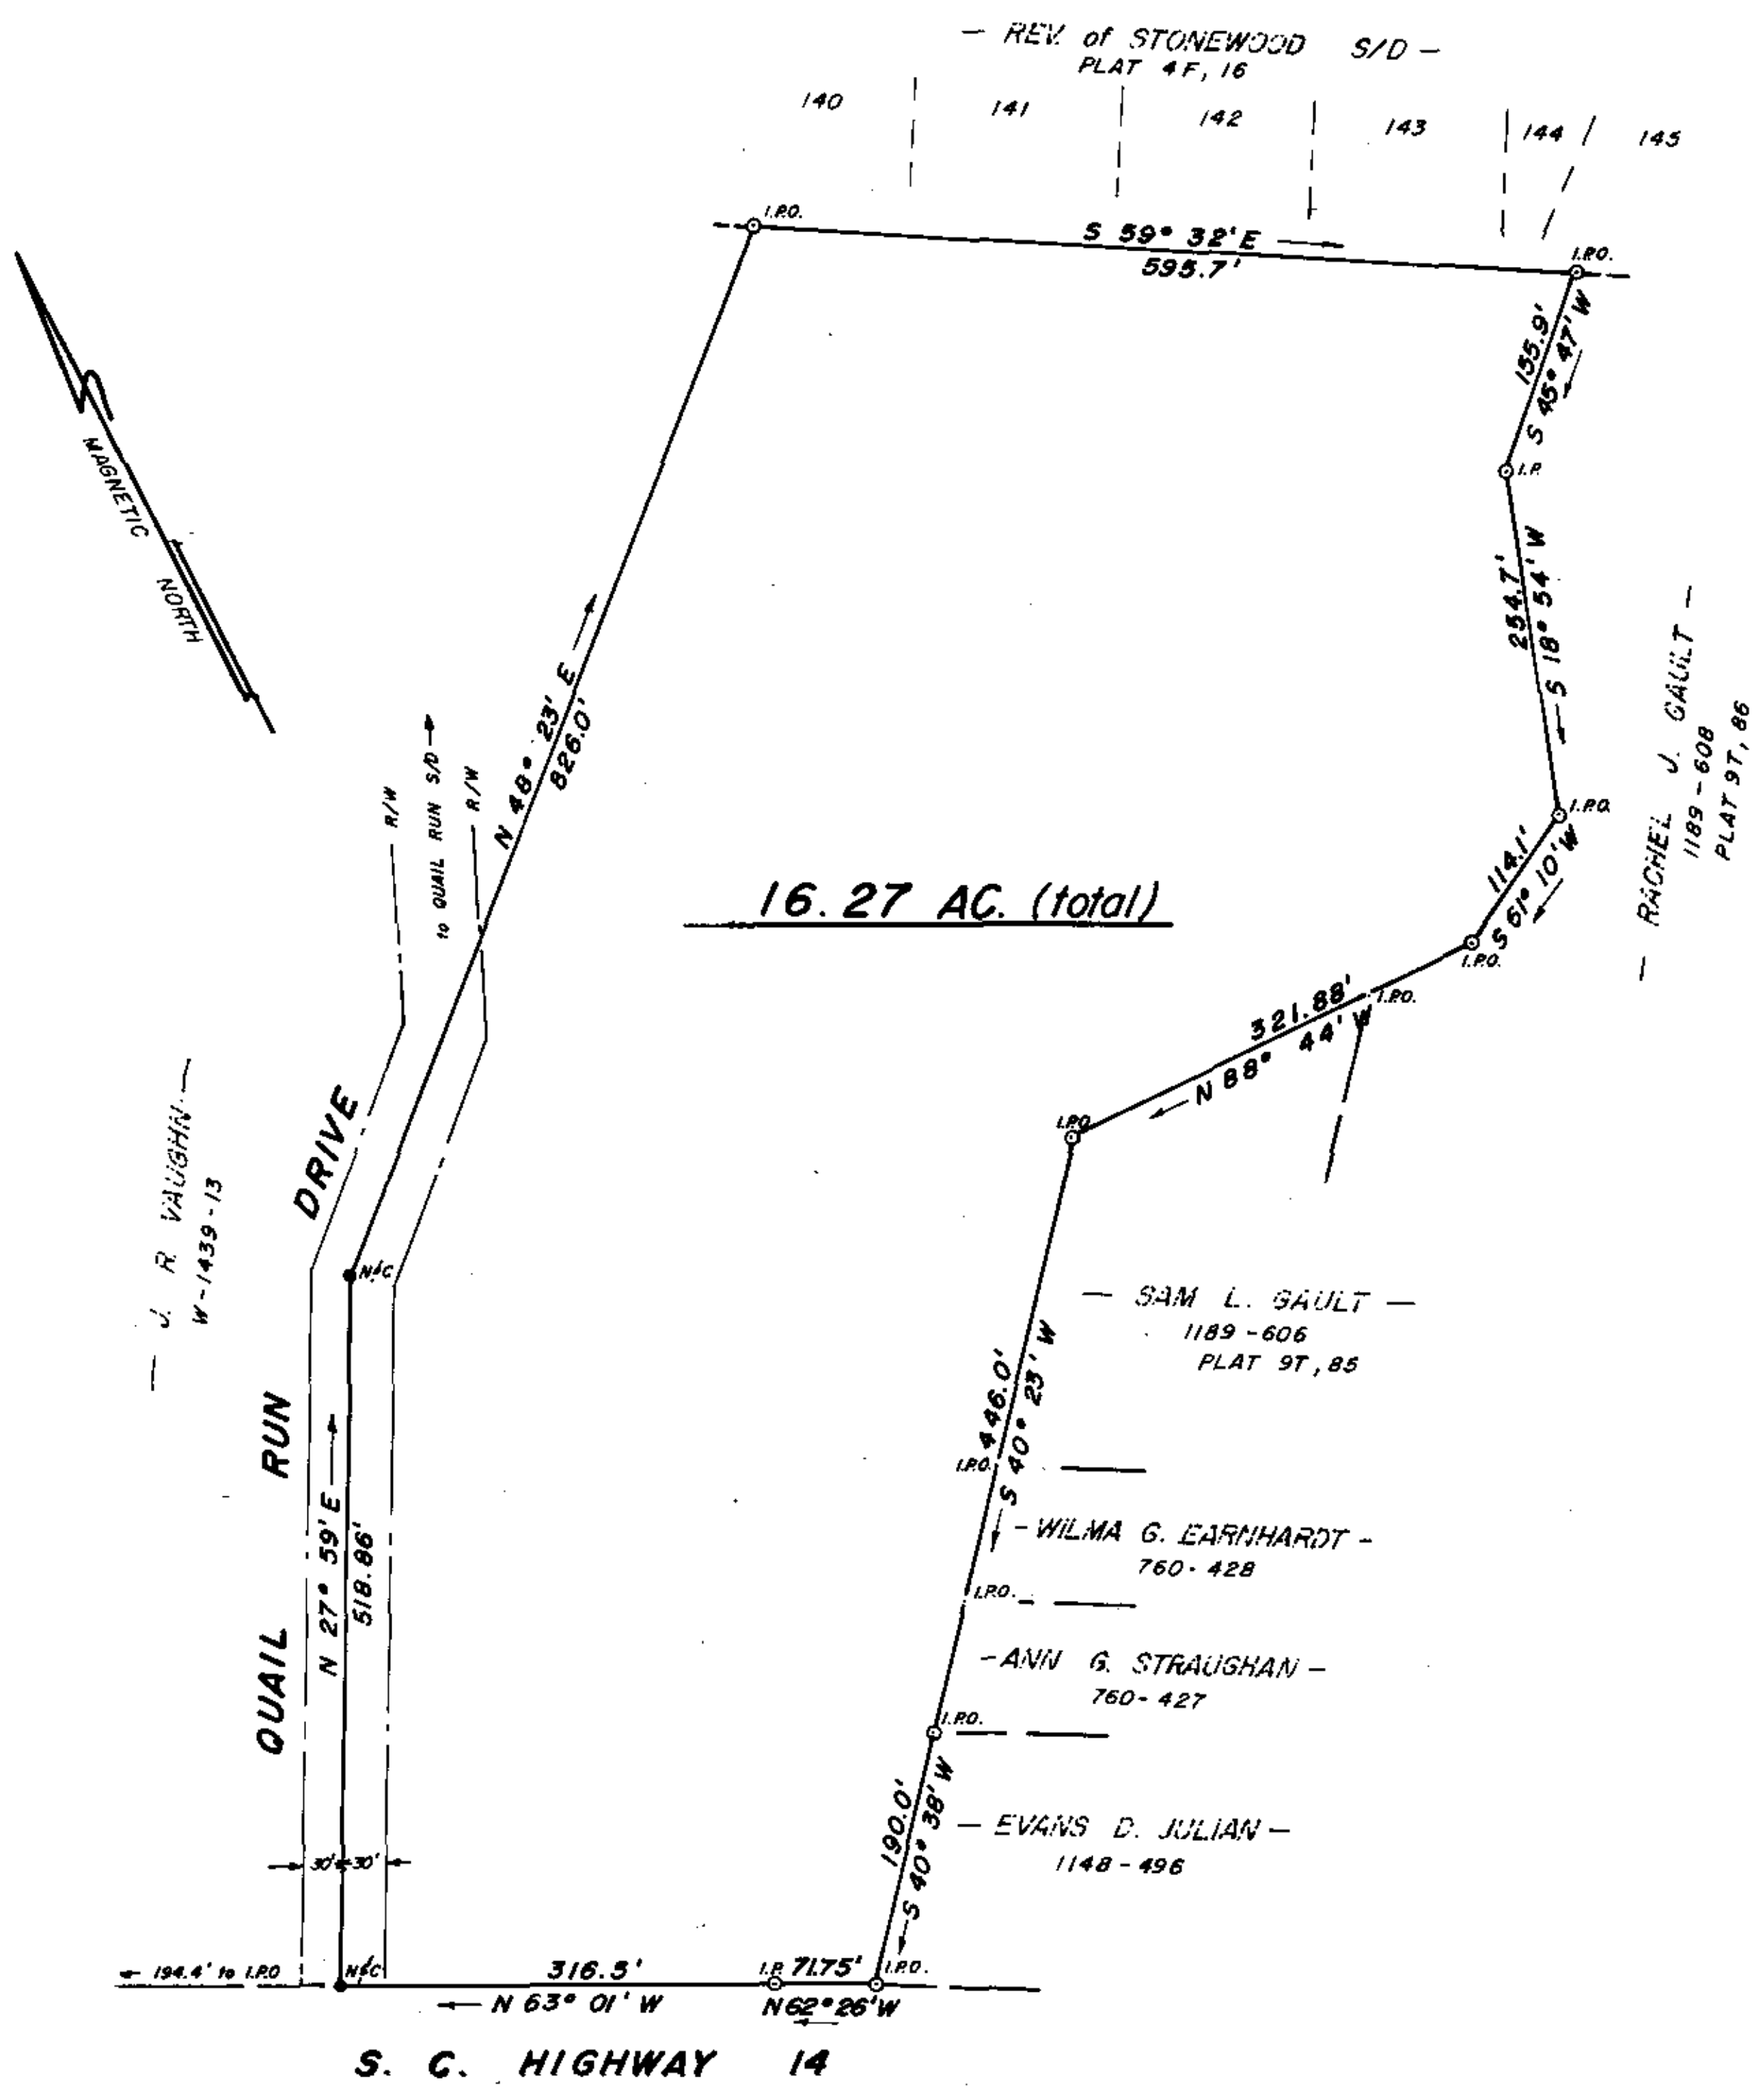 — REV. of STONEWOOD S/D —
PLAT 4F, 16
140
141
142
143
144
145
I.P.O.
S 59° 32' E
595.7'
I.P.O.
155.9'
S 45° 47' W
I.P.
MAGNETIC
NORTH
254.7'
S 18° 54' W
— RACHEL J. GAULT —
1189 - 608
PLAT 9T, 86
N 48° 23' E
826.0'
R/W
to QUAIL RUN S/D
R/W
I.P.O.
114.1'
S 61° 10' W
16.27 AC. (total)
I.P.O.
I.P.O.
321.88'
N 88° 44' W
I.P.O.
— J. R. VAUGHN —
W-1439-13
QUAIL RUN DRIVE
N&C
— SAM L. GAULT —
1189 - 606
PLAT 9T, 85
446.0'
S 40° 23' W
I.P.O.
N 27° 59' E
518.86'
- WILMA G. EARNHARDT -
760 - 428
I.P.O.
- ANN G. STRAUGHAN -
760 - 427
I.P.O.
190.0'
S 40° 38' W
— EVANS D. JULIAN —
1148 - 496
30' 30'
194.4' to I.P.O
N&C
316.5'
I.P.
71.75'
I.P.O.
N 63° 01' W
N 62° 26' W
S. C. HIGHWAY 14